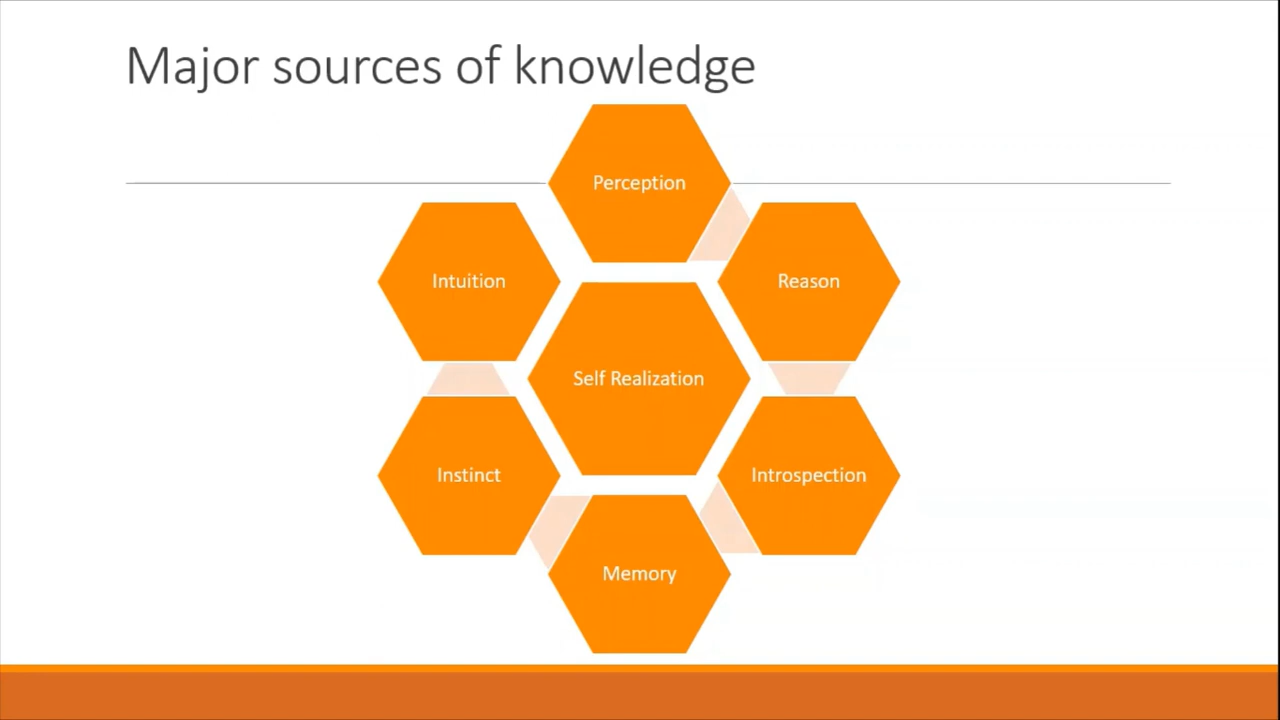 Major sources of knowledge
Perception
Reason
Introspection
Memory
Instinct
Intuition
Self Realization